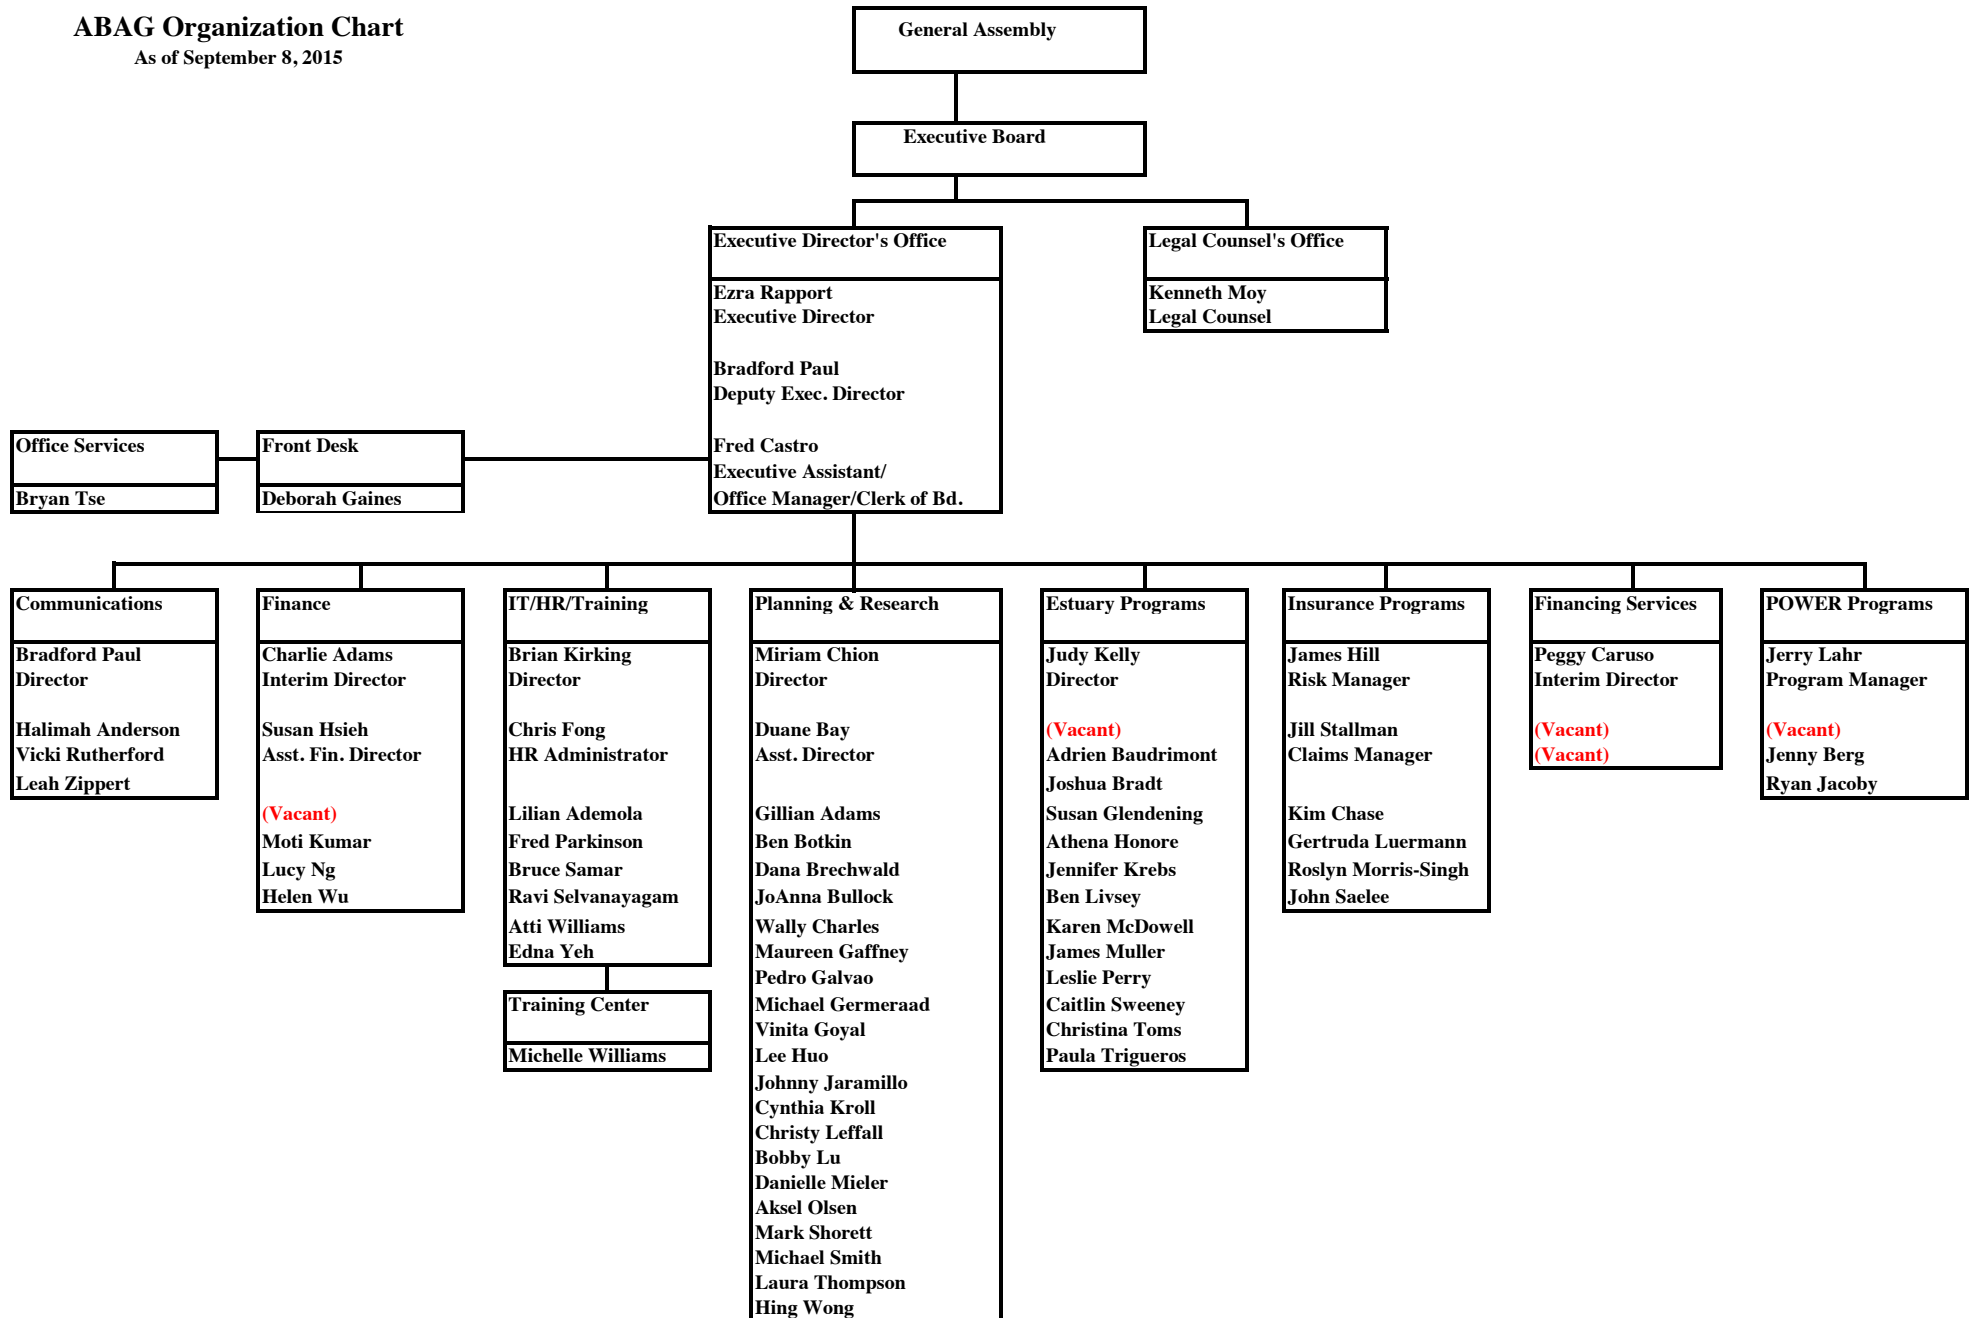 ABAG Organization Chart
As of September 8, 2015
General Assembly
Executive Board
Executive Director's Office
Ezra Rapport
Executive Director
Bradford Paul
Deputy Exec. Director
Fred Castro
Executive Assistant/
Office Manager/Clerk of Bd.
Legal Counsel's Office
Kenneth Moy
Legal Counsel
Office Services
Bryan Tse
Front Desk
Deborah Gaines
Communications
Bradford Paul
Director
Halimah Anderson
Vicki Rutherford
Leah Zippert
Finance
Charlie Adams
Interim Director
Susan Hsieh
Asst. Fin. Director
(Vacant)
Moti Kumar
Lucy Ng
Helen Wu
IT/HR/Training
Brian Kirking
Director
Chris Fong
HR Administrator
Lilian Ademola
Fred Parkinson
Bruce Samar
Ravi Selvanayagam
Atti Williams
Edna Yeh
Training Center
Michelle Williams
Planning & Research
Miriam Chion
Director
Duane Bay
Asst. Director
Gillian Adams
Ben Botkin
Dana Brechwald
JoAnna Bullock
Wally Charles
Maureen Gaffney
Pedro Galvao
Michael Germeraad
Vinita Goyal
Lee Huo
Johnny Jaramillo
Cynthia Kroll
Christy Leffall
Bobby Lu
Danielle Mieler
Aksel Olsen
Mark Shorett
Michael Smith
Laura Thompson
Hing Wong
Estuary Programs
Judy Kelly
Director
(Vacant)
Adrien Baudrimont
Joshua Bradt
Susan Glendening
Athena Honore
Jennifer Krebs
Ben Livsey
Karen McDowell
James Muller
Leslie Perry
Caitlin Sweeney
Christina Toms
Paula Trigueros
Insurance Programs
James Hill
Risk Manager
Jill Stallman
Claims Manager
Kim Chase
Gertruda Luermann
Roslyn Morris-Singh
John Saelee
Financing Services
Peggy Caruso
Interim Director
(Vacant)
(Vacant)
POWER Programs
Jerry Lahr
Program Manager
(Vacant)
Jenny Berg
Ryan Jacoby